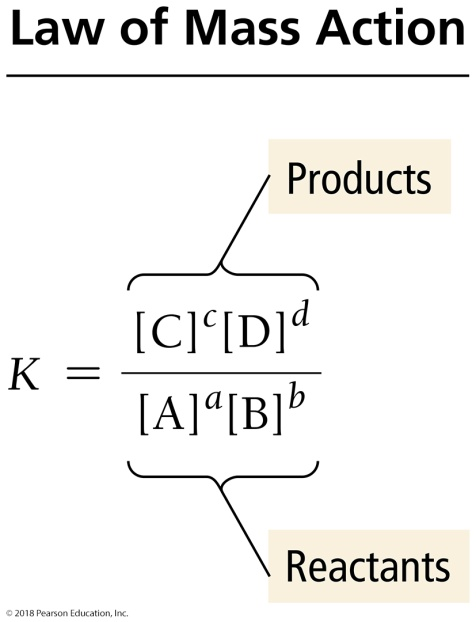 Law of Mass Action
Products
K = [C]^c[D]^d / [A]^a[B]^b
Reactants
© 2018 Pearson Education, Inc.